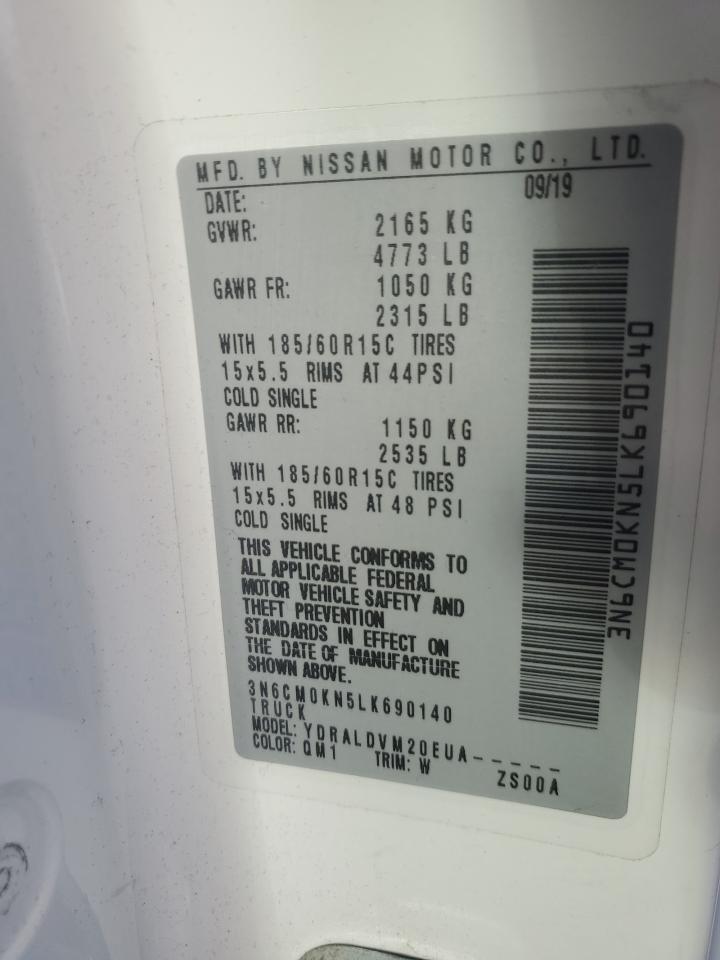 MFD. BY NISSAN MOTOR CO., LTD.
DATE: 09/19
GVWR: 2165 KG
4773 LB
GAWR FR: 1050 KG
2315 LB
WITH 185/60R15C TIRES
15x5.5 RIMS AT 44PSI
COLD SINGLE
GAWR RR: 1150 KG
2535 LB
WITH 185/60R15C TIRES
15x5.5 RIMS AT 48 PSI
COLD SINGLE
THIS VEHICLE CONFORMS TO
ALL APPLICABLE FEDERAL
MOTOR VEHICLE SAFETY AND
THEFT PREVENTION
STANDARDS IN EFFECT ON
THE DATE OF MANUFACTURE
SHOWN ABOVE.
3N6CM0KN5LK690140
TRUCK
MODEL: YDRALDVM20EUA-----
COLOR: QM1 TRIM: W ZS00A
3N6CM0KN5LK690140